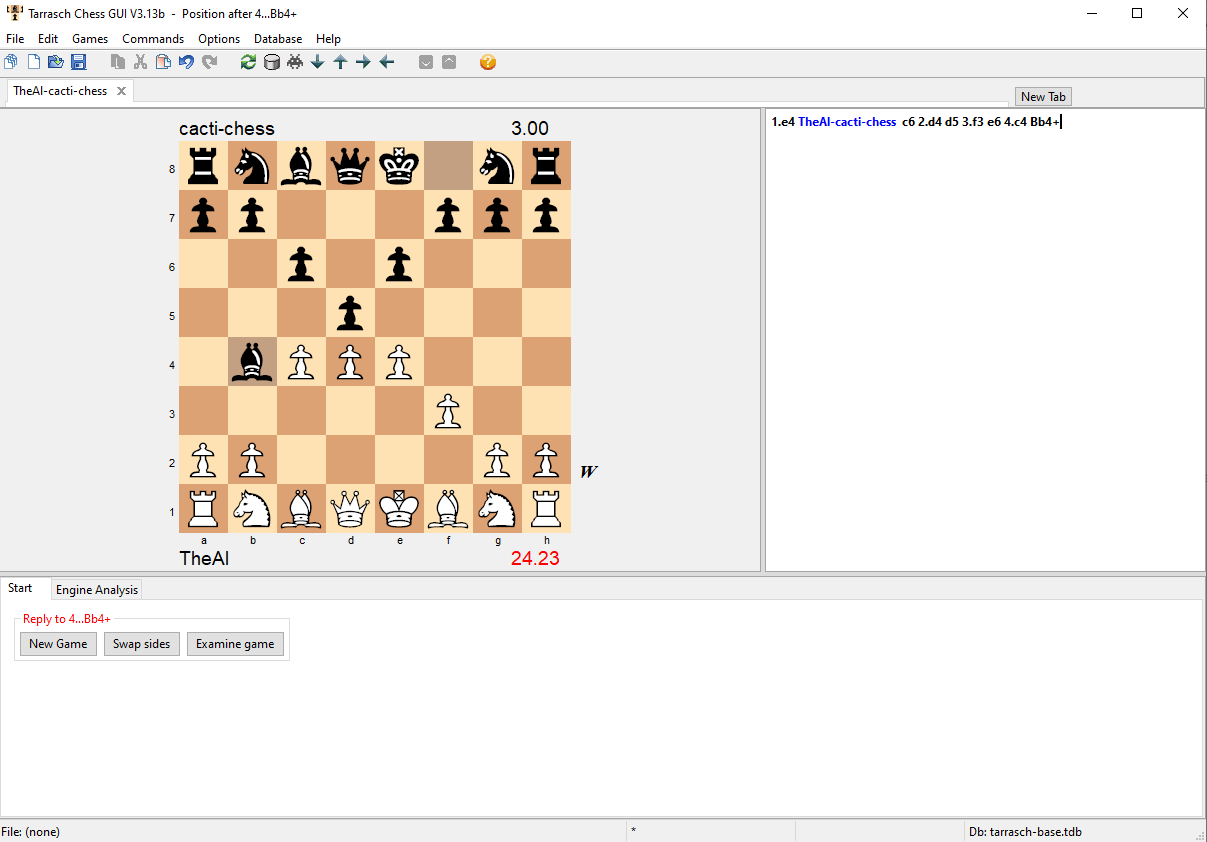 Tarrasch Chess GUI V3.13b - Position after 4...Bb4+
File Edit Games Commands Options Database Help
TheAI-cacti-chess
New Tab
cacti-chess 3.00
1.e4 TheAI-cacti-chess c6 2.d4 d5 3.f3 e6 4.c4 Bb4+
8
7
6
5
4
3
2
W
1
a b c d e f g h
TheAI 24.23
Start Engine Analysis
Reply to 4...Bb4+
New Game Swap sides Examine game
File: (none) * Db: tarrasch-base.tdb